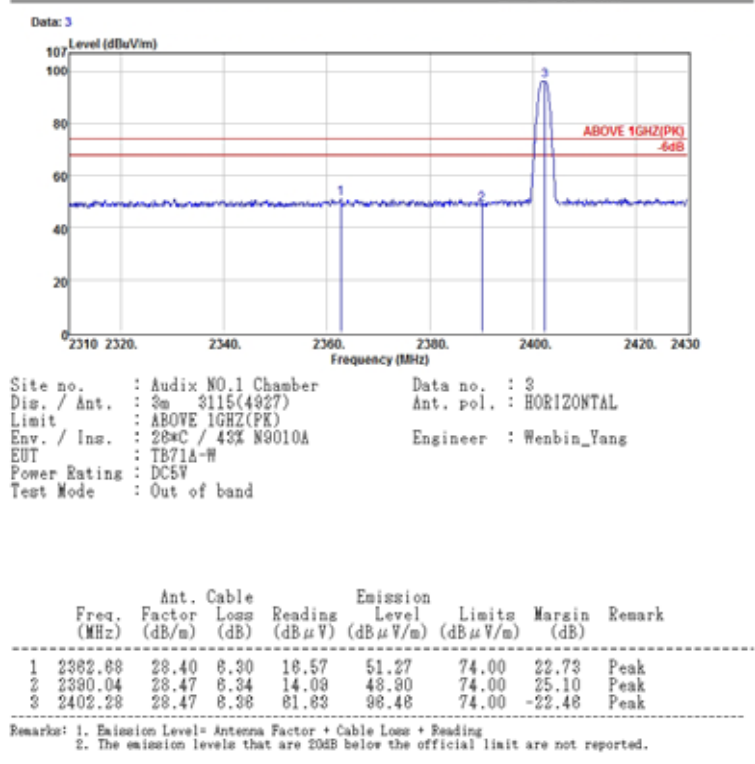 Data: 3
Level (dBuV/m)
107
100
80
60
40
20
0
3
ABOVE 1GHZ(PK)
-6dB
1
2
2310 2320. 2340. 2360. 2380. 2400. 2420. 2430
Frequency (MHz)
Site no. : Audix NO.1 Chamber Data no. : 3
Dis. / Ant. : 3m 3115(4927) Ant. pol. : HORIZONTAL
Limit : ABOVE 1GHZ(PK)
Env. / Ins. : 26*C / 43% N9010A Engineer : Wenbin_Yang
EUT : TB71A-W
Power Rating : DC5V
Test Mode : Out of band
Ant. Cable Emission
Freq. Factor Loss Reading Level Limits Margin Remark
(MHz) (dB/m) (dB) (dBμV) (dBμV/m) (dBμV/m) (dB)
1 2362.68 28.40 6.30 16.57 51.27 74.00 22.73 Peak
2 2390.04 28.47 6.34 14.09 48.90 74.00 25.10 Peak
3 2402.28 28.47 6.36 61.63 96.46 74.00 -22.46 Peak
Remarks: 1. Emission Level= Antenna Factor + Cable Loss + Reading
2. The emission levels that are 20dB below the official limit are not reported.